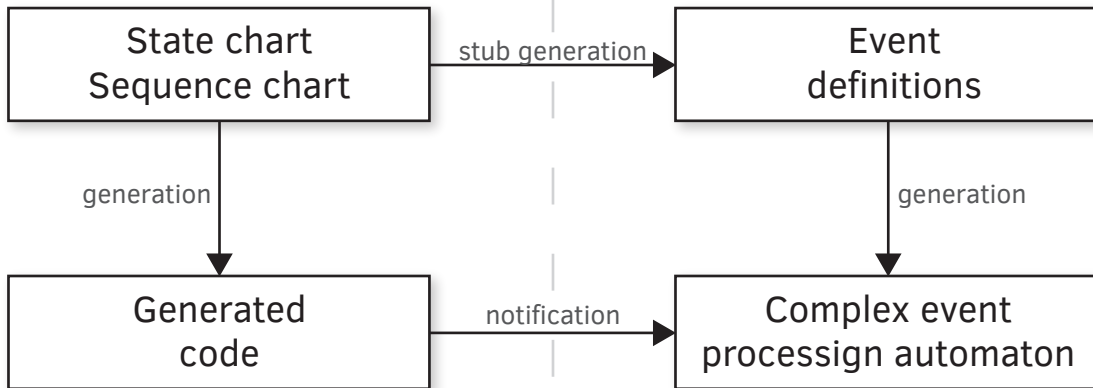 State chart
Sequence chart
stub generation
Event
definitions
generation
generation
Generated
code
notification
Complex event
processign automaton